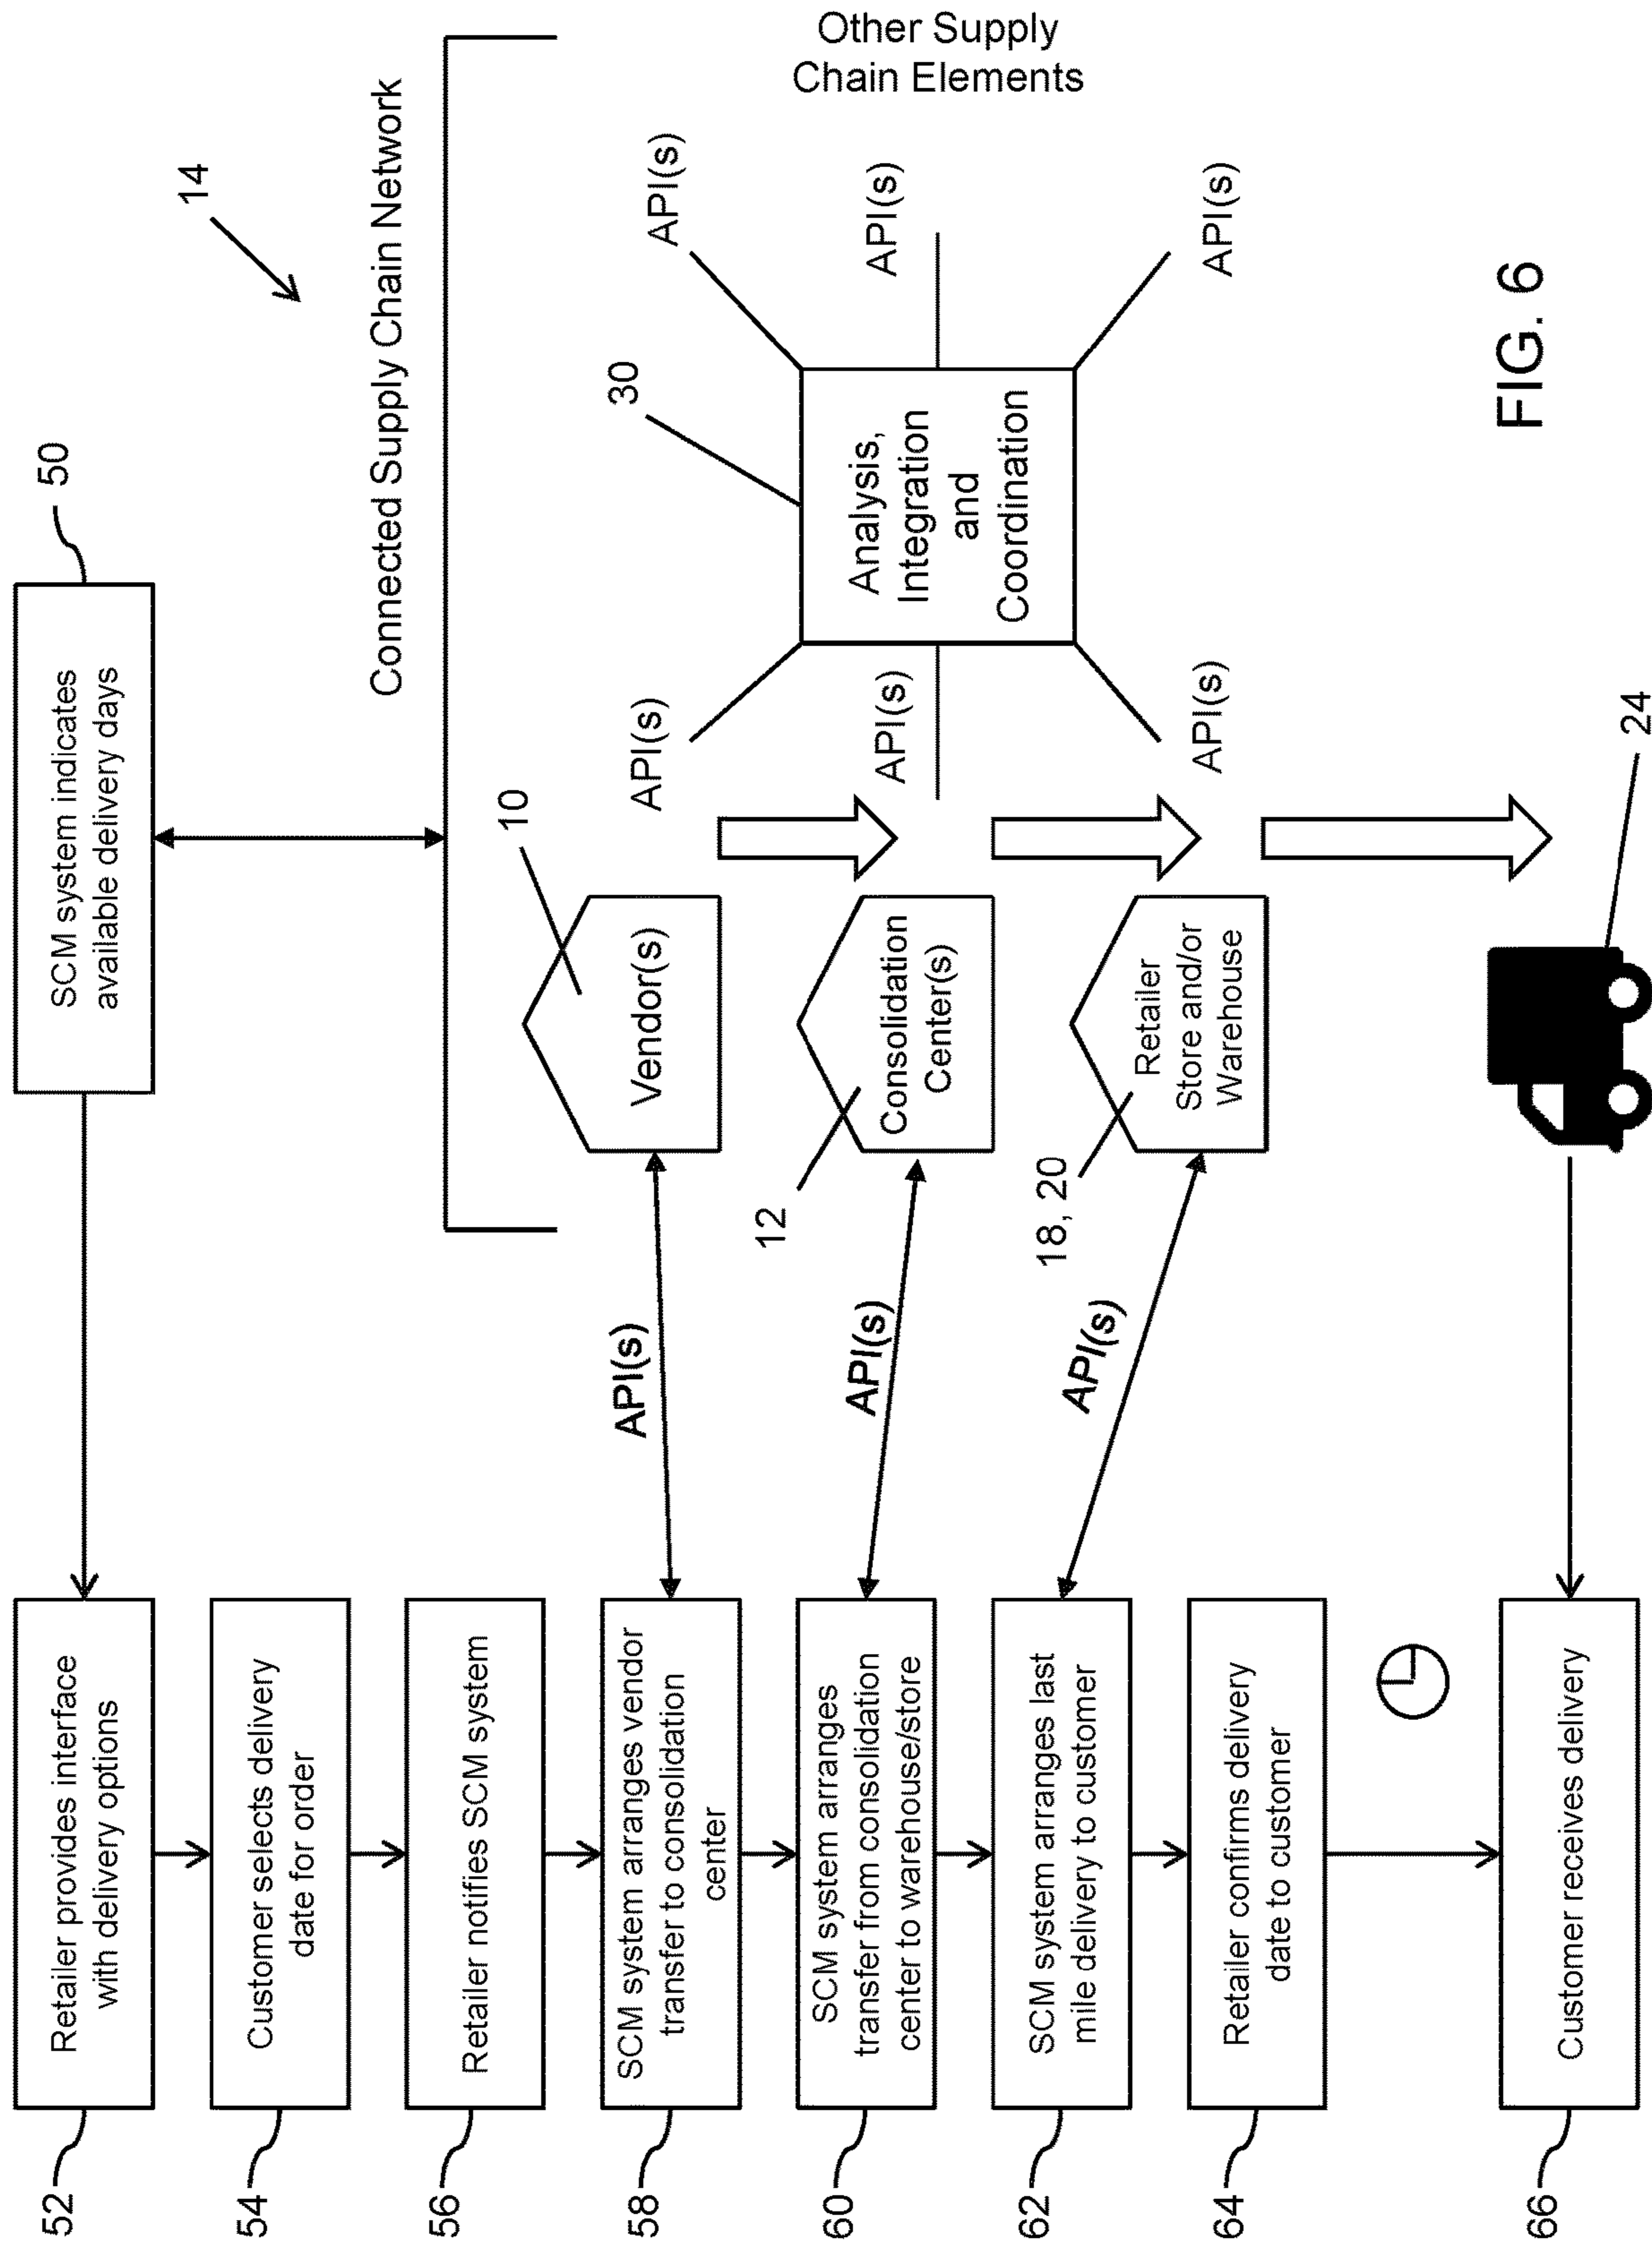 52
Retailer provides interface
with delivery options
SCM system indicates
available delivery days
50
54
Customer selects delivery
date for order
14
Connected Supply Chain Network
56
Retailer notifies SCM system
58
SCM system arranges vendor
transfer to consolidation
center
API(s)
10
Vendor(s)
API(s)
30
API(s)
Other Supply
Chain Elements
60
SCM system arranges
transfer from consolidation
center to warehouse/store
API(s)
12
Consolidation
Center(s)
API(s)
Analysis,
Integration
and
Coordination
API(s)
62
SCM system arranges last
mile delivery to customer
API(s)
18, 20
Retailer
Store and/or
Warehouse
API(s)
API(s)
64
Retailer confirms delivery
date to customer
66
Customer receives delivery
24
FIG. 6